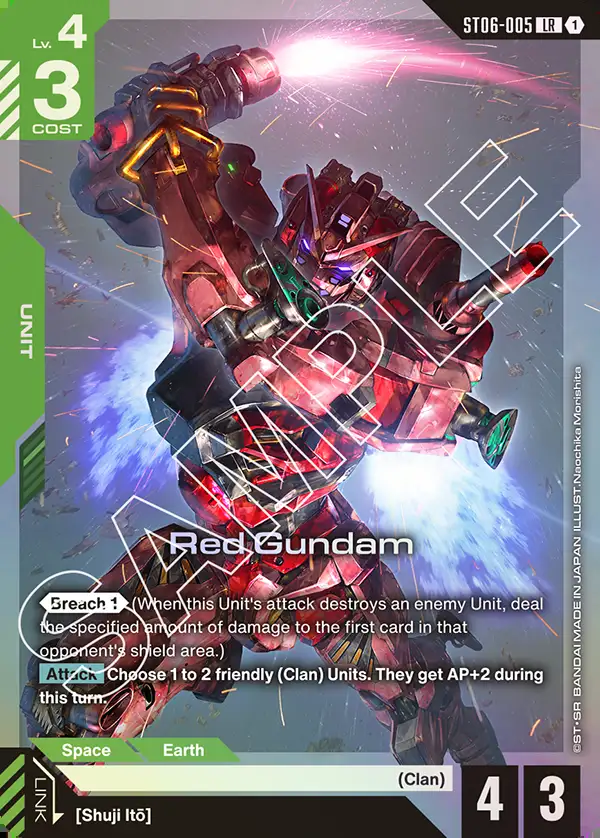 ST06-005 LR 1
Lv. 4
3
COST
UNIT
SAMPLE
Red Gundam
Breach 1 (When this Unit's attack destroys an enemy Unit, deal
the specified amount of damage to the first card in that
opponent's shield area.)
Attack Choose 1 to 2 friendly (Clan) Units. They get AP+2 during
this turn.
Space Earth
(Clan)
LINK
[Shuji Itō]
4 3
©ST•SR BANDAI MADE IN JAPAN ILLUST.Naochika Morishita